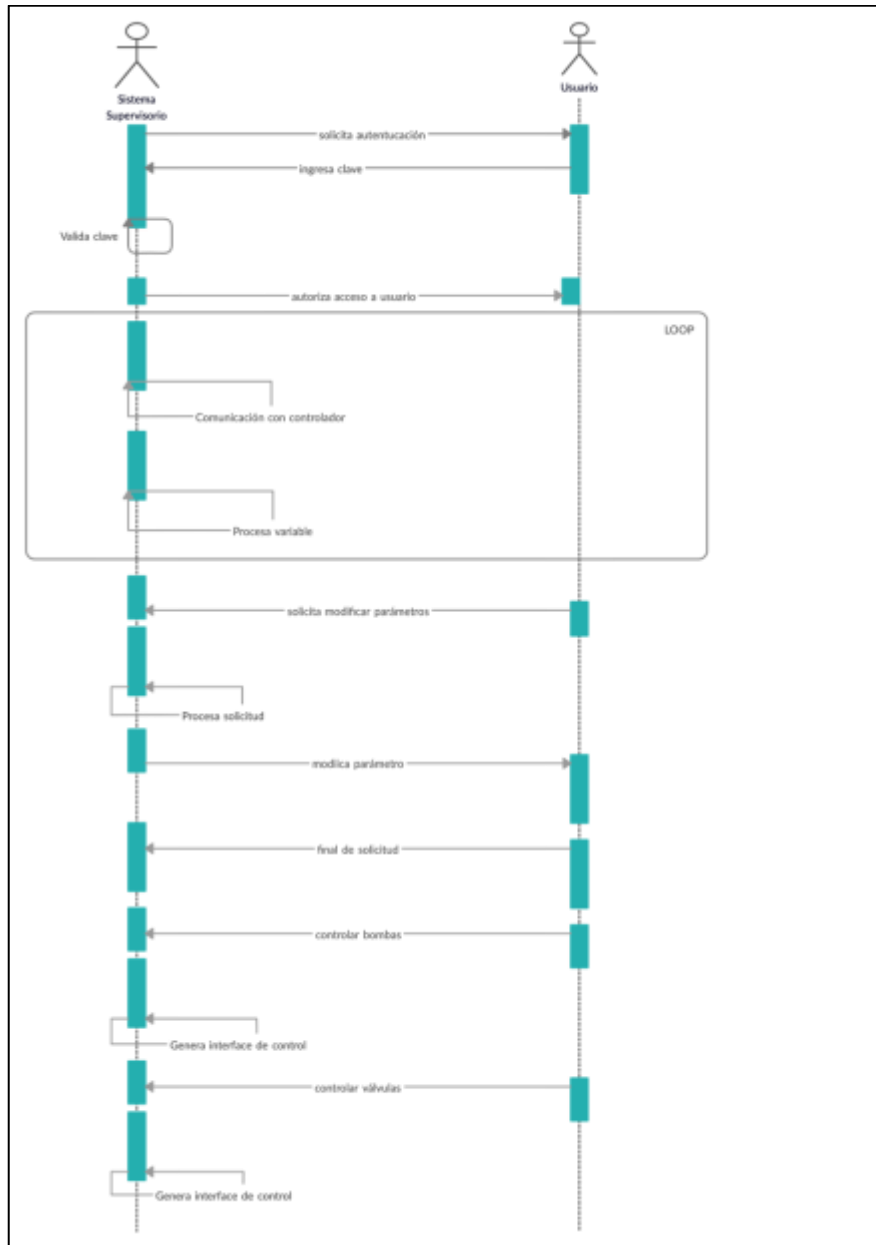 Sistema
Supervisorio
Usuario
solicita autentucación
ingresa clave
Valida clave
autoriza acceso a usuario
LOOP
Comunicación con controlador
Procesa variable
solicita modificar parámetros
Procesa solicitud
modiica parámetro
final de solicitud
controlar bombas
Genera interface de control
controlar válvulas
Genera interface de control